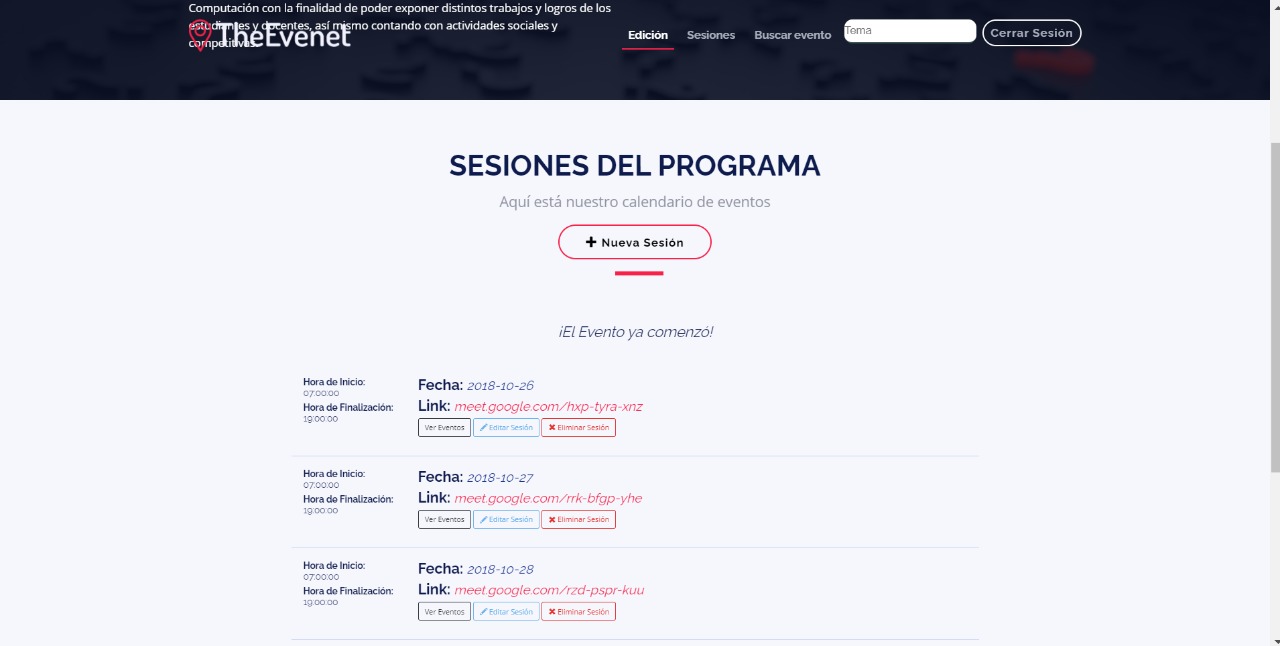 Computación con la finalidad de poder exponer distintos trabajos y logros de los
estudiantes y docentes, así mismo contando con actividades sociales y
competitivas.
TheEvenet
Edición
Sesiones
Buscar evento
Tema
Cerrar Sesión
SESIONES DEL PROGRAMA
Aquí está nuestro calendario de eventos
Nueva Sesión
¡El Evento ya comenzó!
Hora de Inicio:
07:00:00
Hora de Finalización:
19:00:00
Fecha: 2018-10-26
Link: meet.google.com/hxp-tyra-xnz
Ver Eventos
Editar Sesión
Eliminar Sesión
Hora de Inicio:
07:00:00
Hora de Finalización:
19:00:00
Fecha: 2018-10-27
Link: meet.google.com/rrk-bfgp-yhe
Ver Eventos
Editar Sesión
Eliminar Sesión
Hora de Inicio:
07:00:00
Hora de Finalización:
19:00:00
Fecha: 2018-10-28
Link: meet.google.com/rzd-pspr-kuu
Ver Eventos
Editar Sesión
Eliminar Sesión